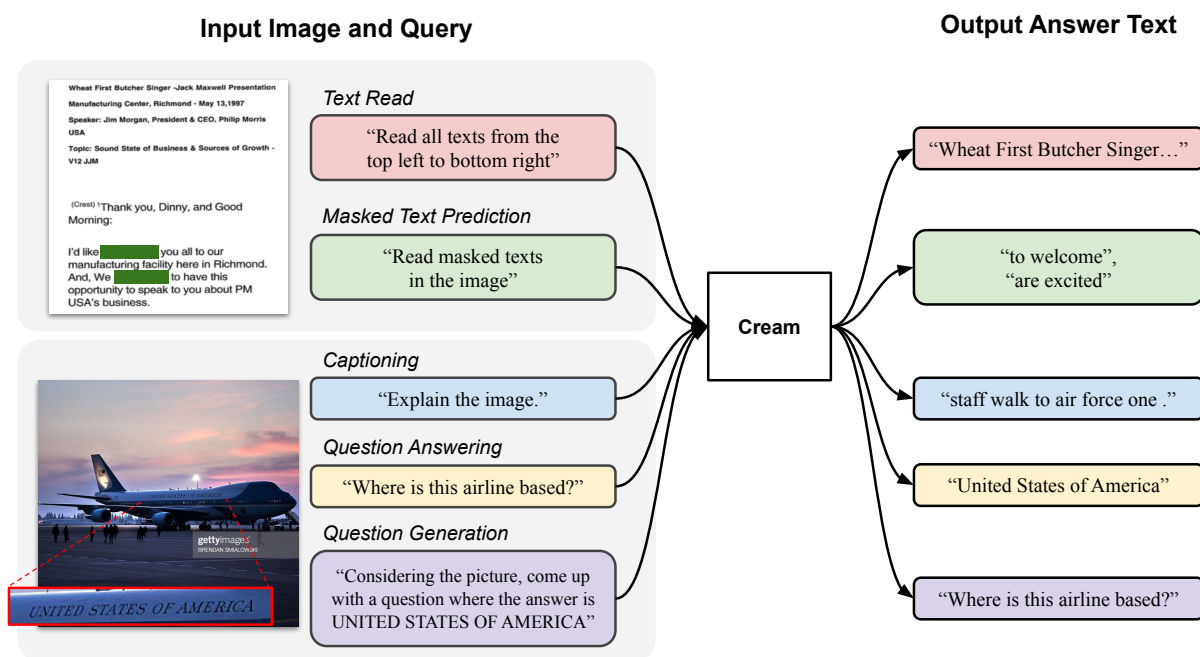 Input Image and Query
Output Answer Text
Wheat First Butcher Singer -Jack Maxwell Presentation
Manufacturing Center, Richmond - May 13,1997
Speaker: Jim Morgan, President & CEO, Philip Morris
USA
Topic: Sound State of Business & Sources of Growth -
V12 JJM
(Crest) 1Thank you, Dinny, and Good
Morning:
I'd like you all to our
manufacturing facility here in Richmond.
And, We to have this
opportunity to speak to you about PM
USA's business.
Text Read
“Read all texts from the
top left to bottom right”
Masked Text Prediction
“Read masked texts
in the image”
Captioning
“Explain the image.”
Question Answering
“Where is this airline based?”
Question Generation
“Considering the picture, come up
with a question where the answer is
UNITED STATES OF AMERICA”
UNITED STATES OF AMERICA
gettyimages
BRENDAN SMIALOWSKI
UNITED STATES OF AMERICA
Cream
“Wheat First Butcher Singer…”
“to welcome”,
“are excited”
“staff walk to air force one .”
“United States of America”
“Where is this airline based?”